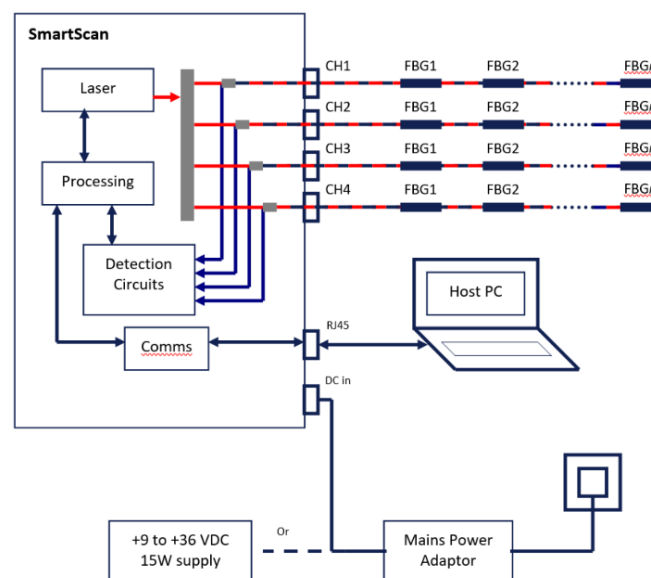 SmartScan
Laser
Processing
Detection
Circuits
Comms
CH1 FBG1 FBG2
CH2 FBG1 FBG2
CH3 FBG1 FBG2
CH4 FBG1 FBG2
RJ45
Host PC
DC in
+9 to +36 VDC
15W supply
Or
Mains Power
Adaptor